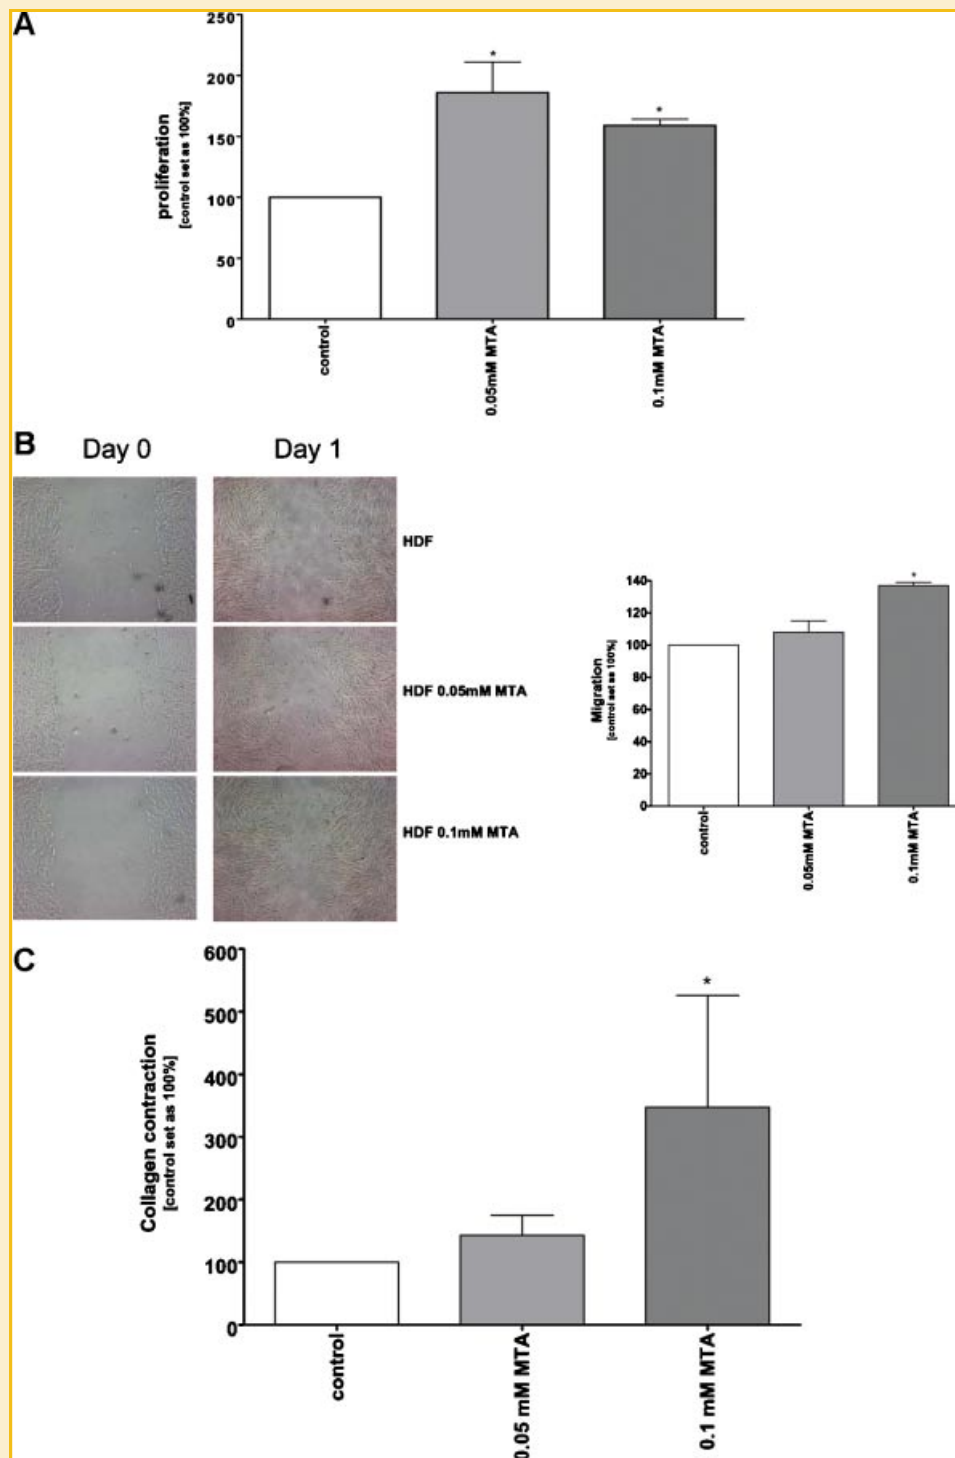 A
250
200
150
100
50
0
proliferation
[control set as 100%]
*
*
control
0.05mM MTA
0.1mM MTA
B
Day 0 Day 1
HDF
HDF 0.05mM MTA
HDF 0.1mM MTA
140
120
100
80
60
40
20
0
Migration
[control set as 100%]
*
control
0.05mM MTA
0.1mM MTA
C
600
500
400
300
200
100
0
Collagen contraction
[control set as 100%]
*
control
0.05 mM MTA
0.1 mM MTA